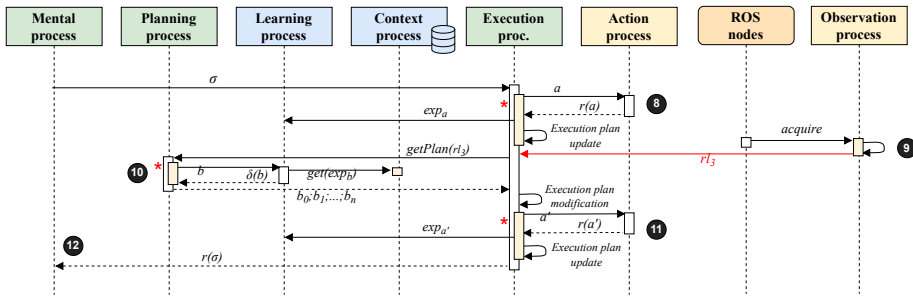 Mental
process
Planning
process
Learning
process
Context
process
Execution
proc.
Action
process
ROS
nodes
Observation
process
σ
a
*
r(a)
8
exp_a
Execution plan
update
acquire
9
getPlan(rl_3)
rl_3
*
b
get(exp_b)
10
δ(b)
b_0;b_1;...;b_n
Execution plan
modification
*
a'
r(a')
11
exp_a'
12
Execution plan
update
r(σ)